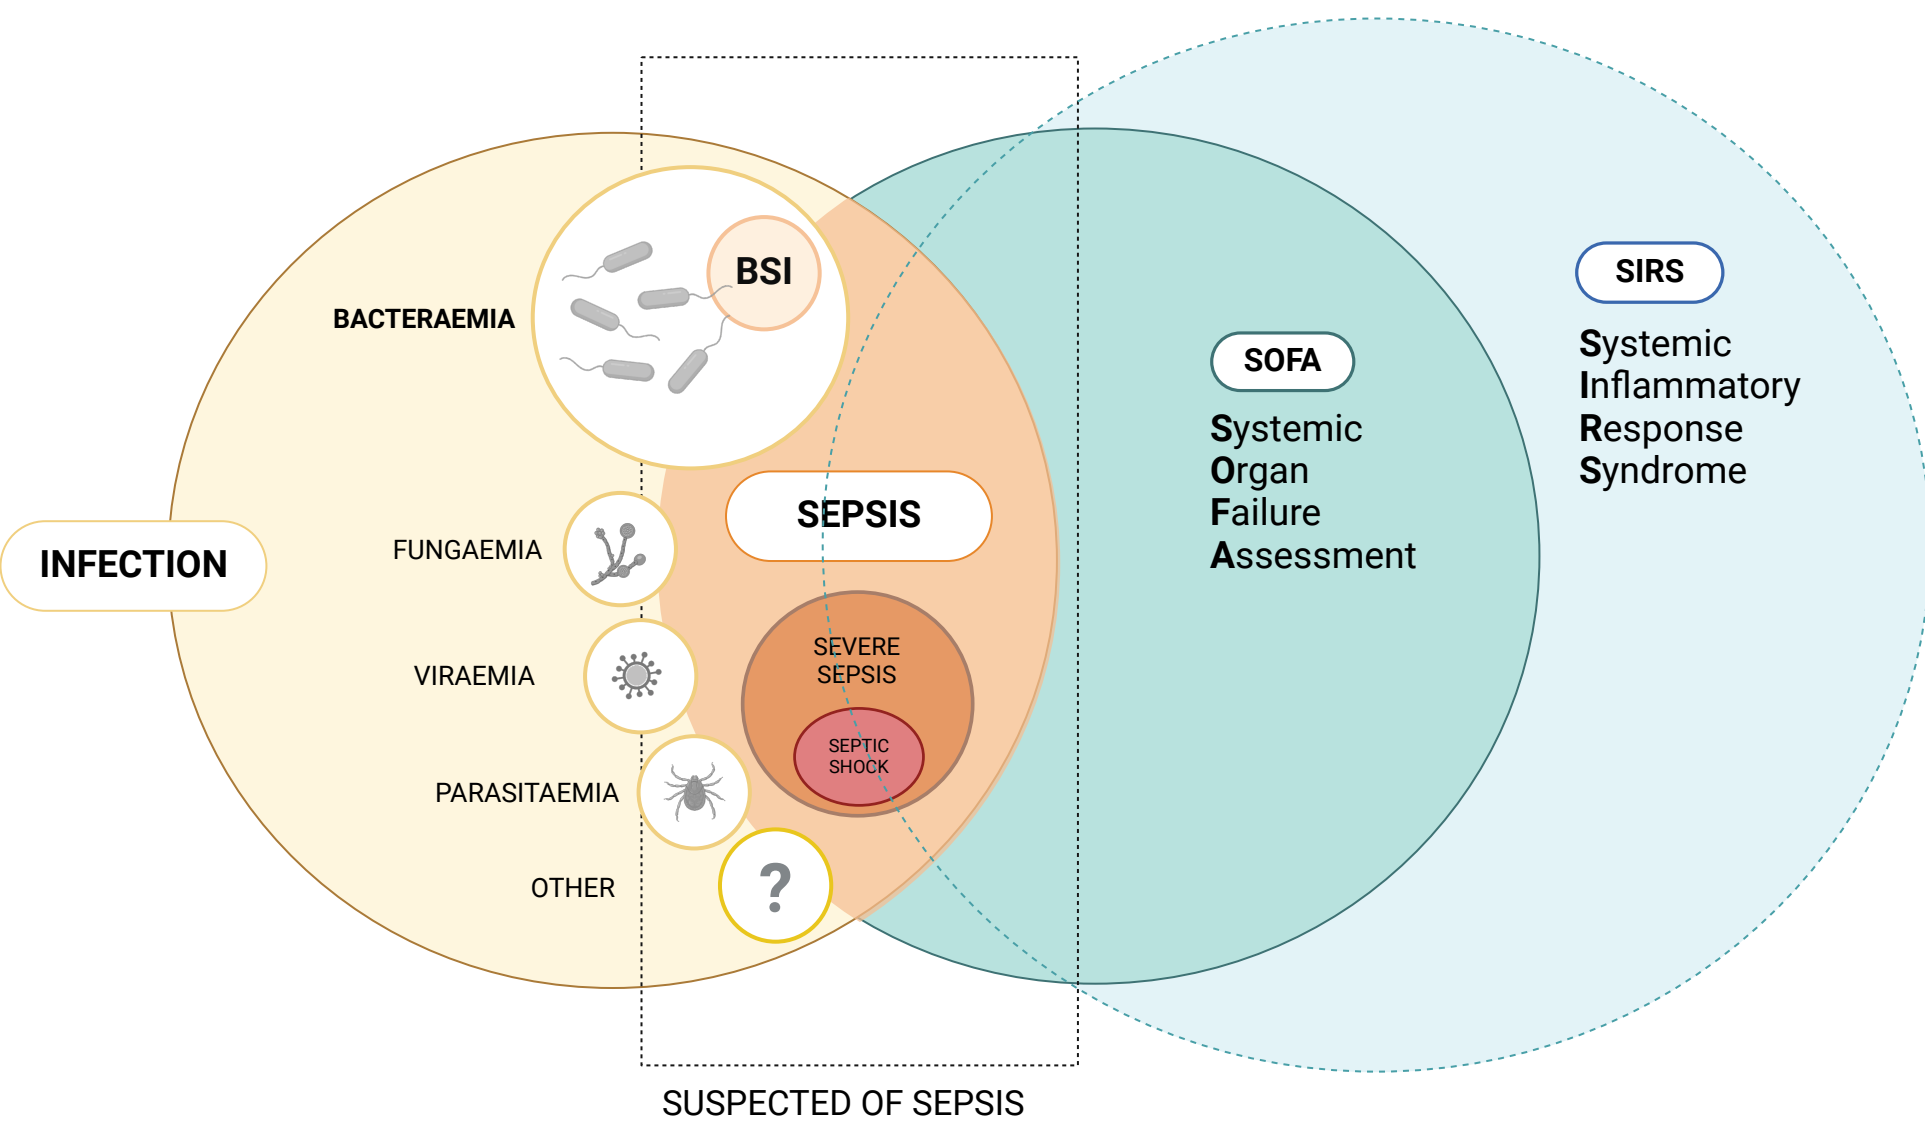 BSI
BACTERAEMIA
SIRS
Systemic
Inflammatory
Response
Syndrome
SOFA
Systemic
Organ
Failure
Assessment
SEPSIS
INFECTION
FUNGAEMIA
SEVERE
SEPSIS
VIRAEMIA
SEPTIC
SHOCK
PARASITAEMIA
?
OTHER
SUSPECTED OF SEPSIS